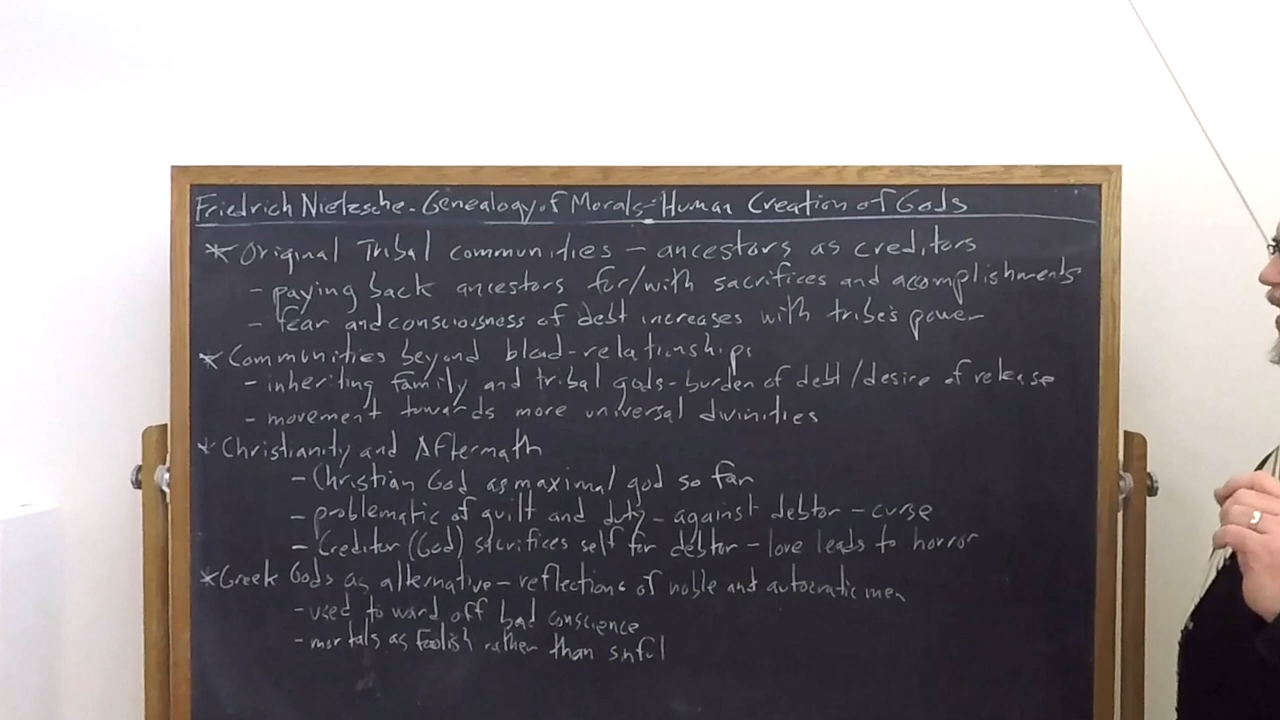 Friedrich Nietzsche - Genealogy of Morals - Human Creation of Gods
* Original Tribal communities - ancestors as creditors
- paying back ancestors for/with sacrifices and acomplishments
- fear and consciousness of debt increases with tribe's power
* Communities beyond blood-relationships
- inheriting family and tribal gods - burden of debt/desire of release
- movement towards more universal divinities
* Christianity and Aftermath
- Christian God as maximal god so far
- problematic of guilt and duty - against debtor - curse
- Creditor (God) sacrifices self for debtor - love leads to horror
* Greek Gods as alternative - reflections of noble and autocratic men
- used to ward off bad conscience
- mortals as foolish rather than sinful